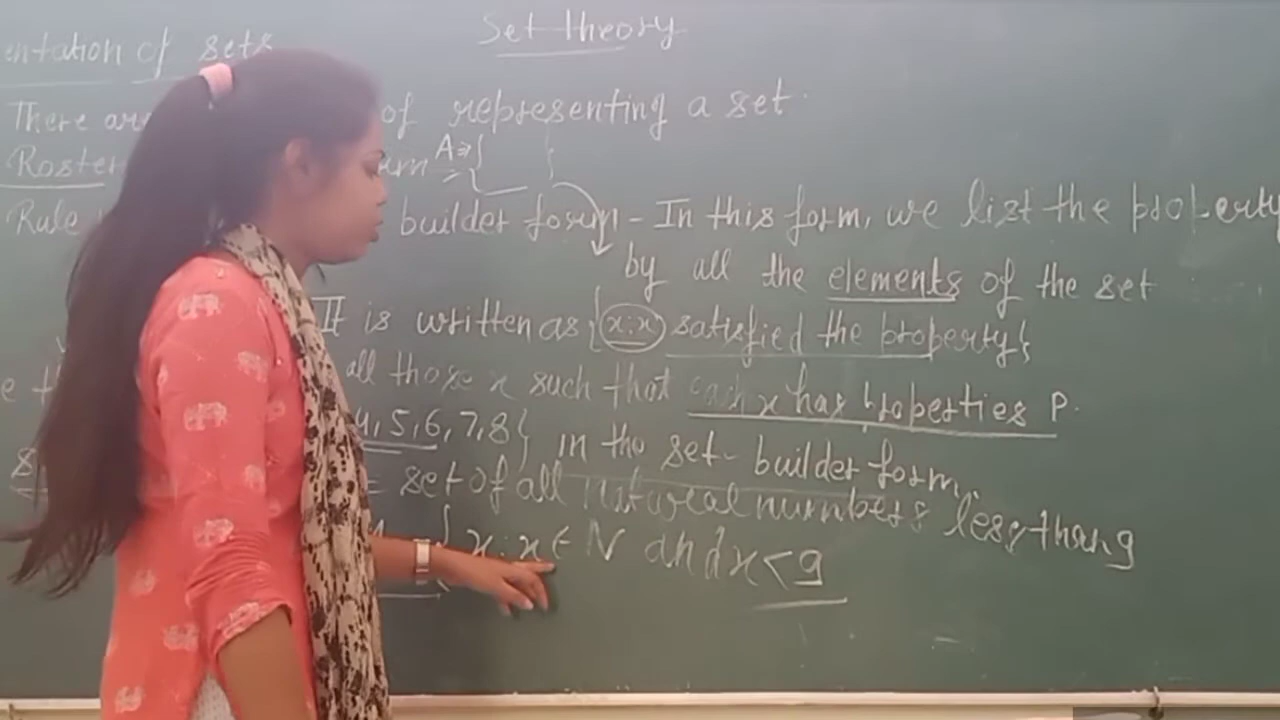 Set theory
entation of sets
There are of representing a set.
Roster rm A = { }
Rule builder form - In this form, we list the property
by all the elements of the set
It is written as {x:x satisfied the property}
all those x such that each x has properties P.
4, 5, 6, 7, 8} in the set-builder form.
= set of all natural numbers less than 9
{x:x ∈ N and x < 9